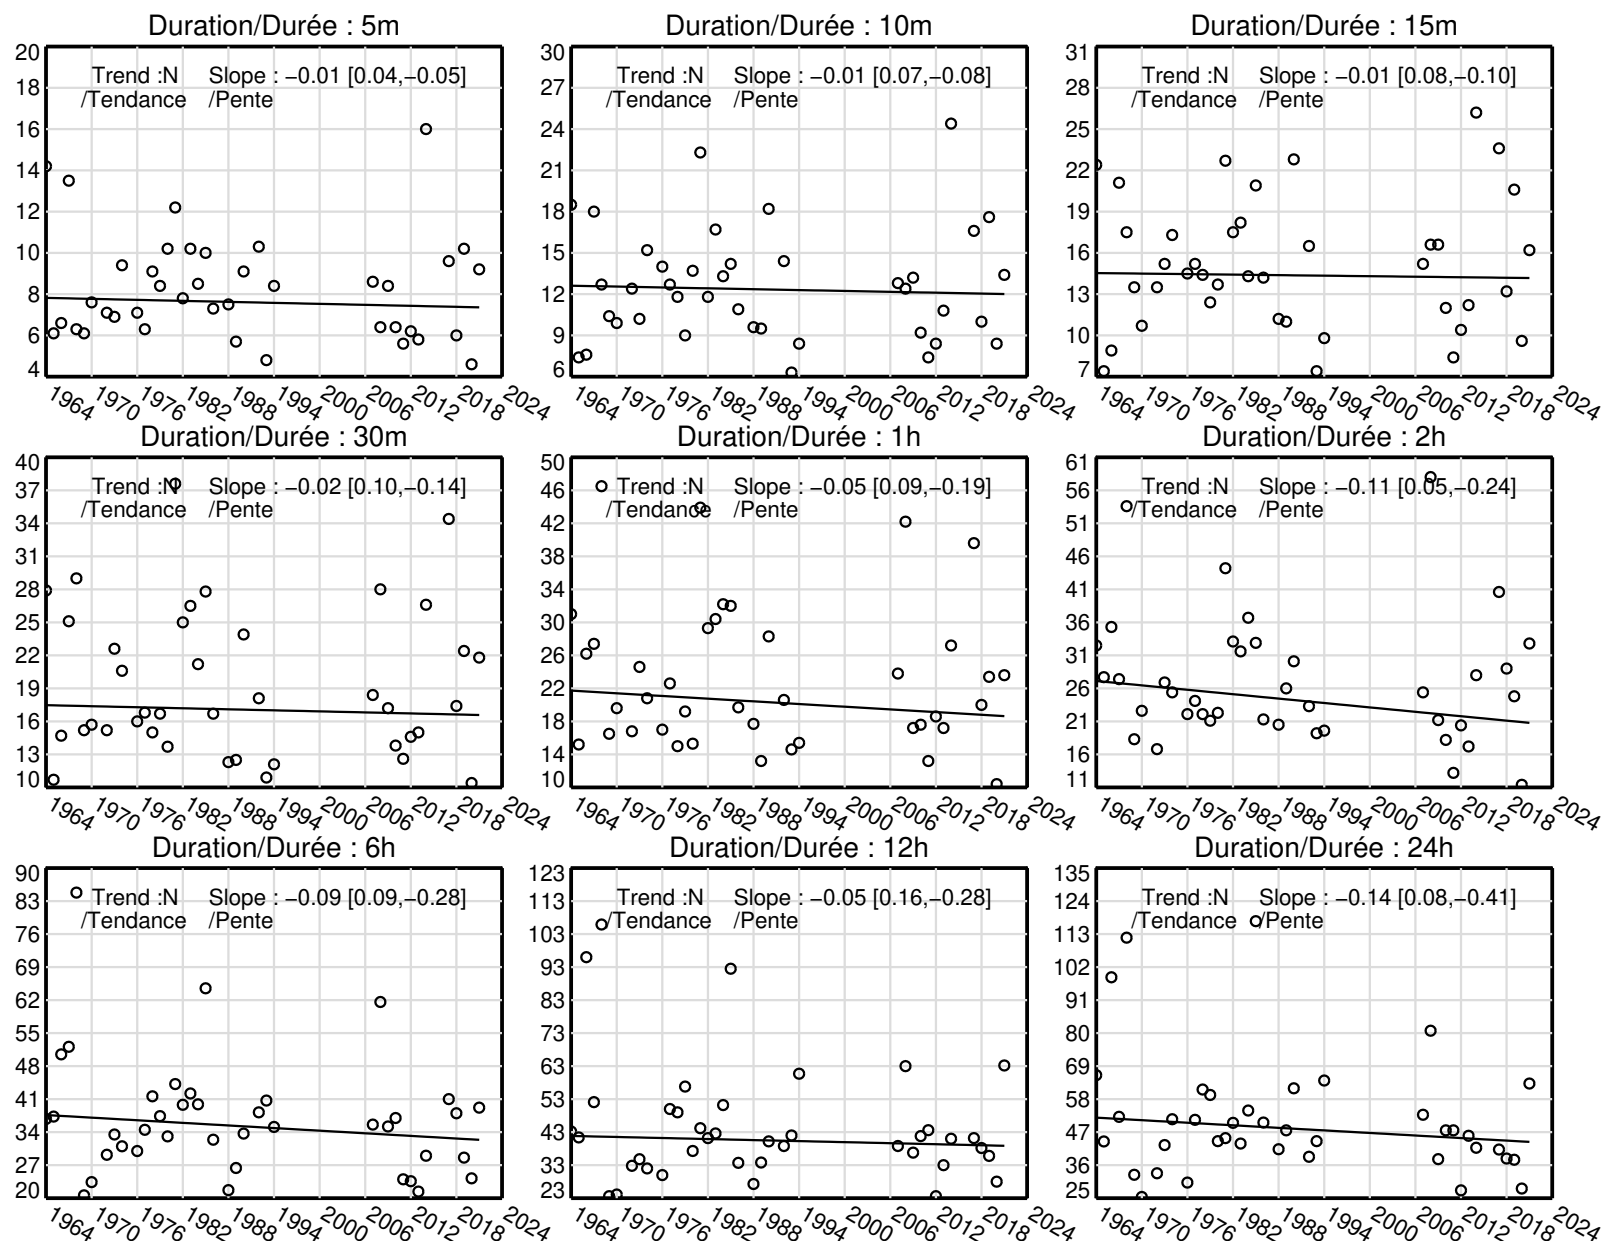 Duration/Durée : 5m
Trend :N Slope : −0.01 [0.04,−0.05]
/Tendance /Pente
20
18
16
14
12
10
8
6
4
1964 1970 1976 1982 1988 1994 2000 2006 2012 2018 2024
Duration/Durée : 10m
Trend :N Slope : −0.01 [0.07,−0.08]
/Tendance /Pente
30
27
24
21
18
15
12
9
6
1964 1970 1976 1982 1988 1994 2000 2006 2012 2018 2024
Duration/Durée : 15m
Trend :N Slope : −0.01 [0.08,−0.10]
/Tendance /Pente
31
28
25
22
19
16
13
10
7
1964 1970 1976 1982 1988 1994 2000 2006 2012 2018 2024
Duration/Durée : 30m
Trend :N Slope : −0.02 [0.10,−0.14]
/Tendance /Pente
40
37
34
31
28
25
22
19
16
13
10
1964 1970 1976 1982 1988 1994 2000 2006 2012 2018 2024
Duration/Durée : 1h
Trend :N Slope : −0.05 [0.09,−0.19]
/Tendance /Pente
50
46
42
38
34
30
26
22
18
14
10
1964 1970 1976 1982 1988 1994 2000 2006 2012 2018 2024
Duration/Durée : 2h
Trend :N Slope : −0.11 [0.05,−0.24]
/Tendance /Pente
61
56
51
46
41
36
31
26
21
16
11
1964 1970 1976 1982 1988 1994 2000 2006 2012 2018 2024
Duration/Durée : 6h
Trend :N Slope : −0.09 [0.09,−0.28]
/Tendance /Pente
90
83
76
69
62
55
48
41
34
27
20
1964 1970 1976 1982 1988 1994 2000 2006 2012 2018 2024
Duration/Durée : 12h
Trend :N Slope : −0.05 [0.16,−0.28]
/Tendance /Pente
123
113
103
93
83
73
63
53
43
33
23
1964 1970 1976 1982 1988 1994 2000 2006 2012 2018 2024
Duration/Durée : 24h
Trend :N Slope : −0.14 [0.08,−0.41]
/Tendance /Pente
135
124
113
102
91
80
69
58
47
36
25
1964 1970 1976 1982 1988 1994 2000 2006 2012 2018 2024